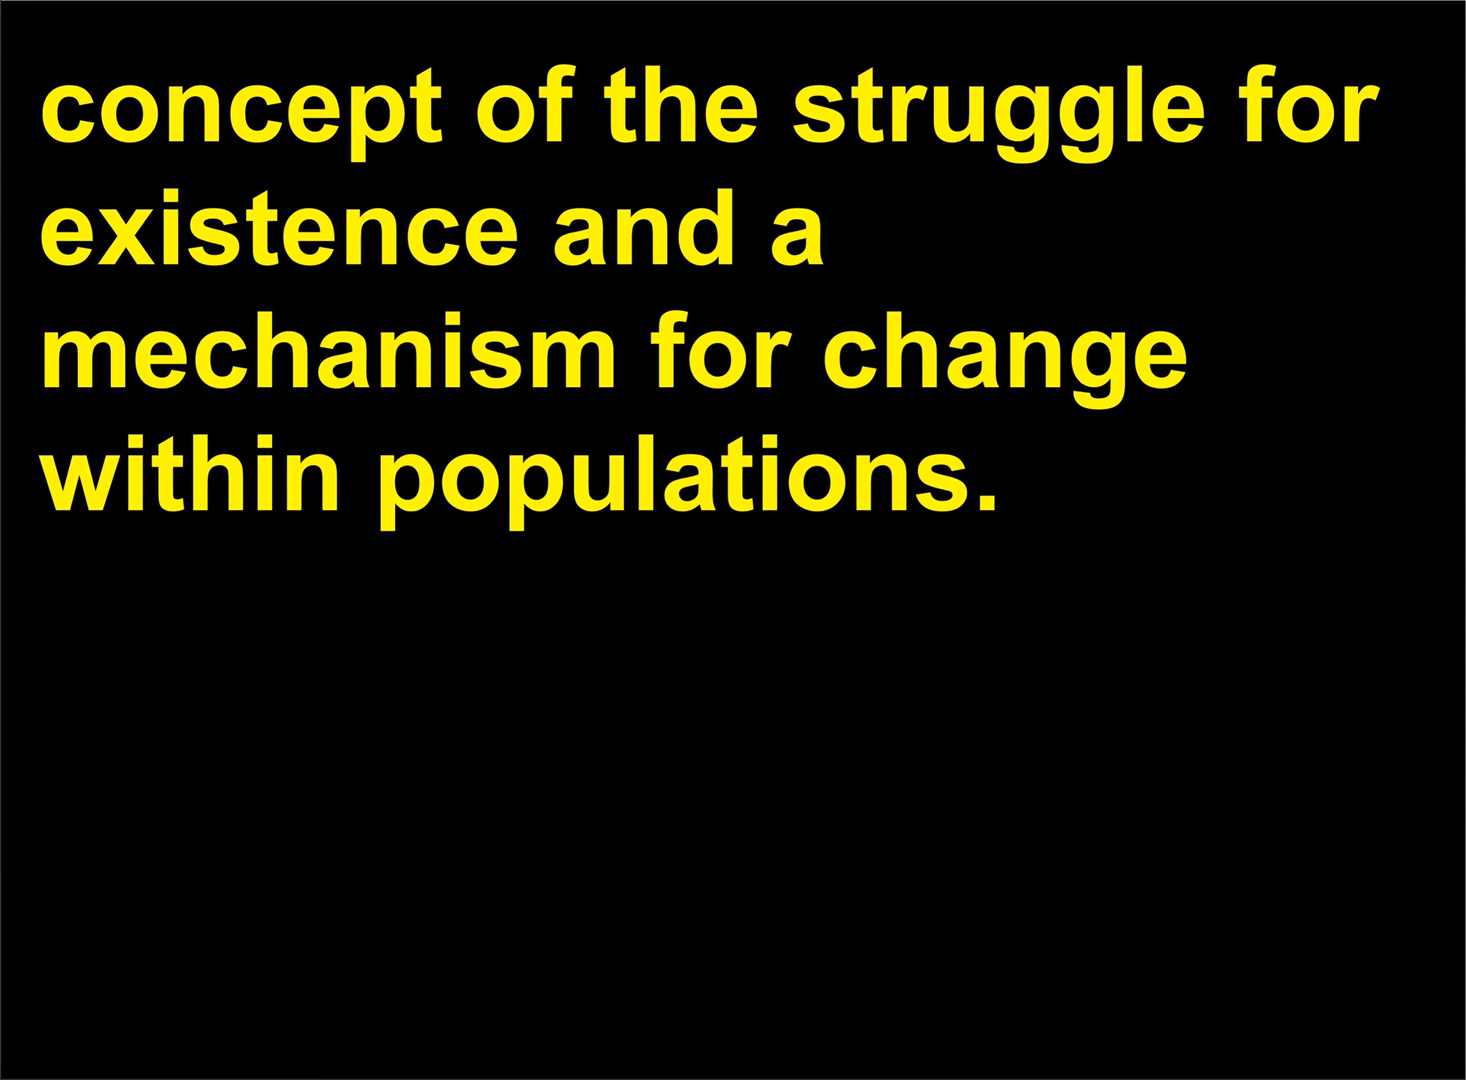 concept of the struggle for
existence and a
mechanism for change
within populations.